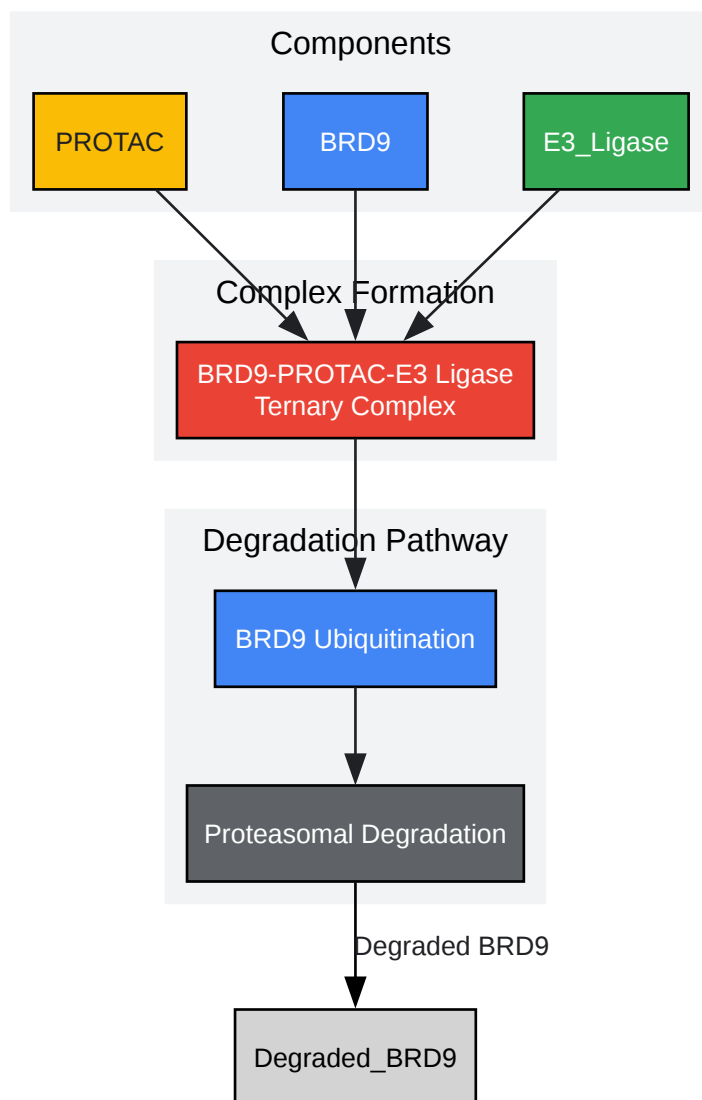 Components
PROTAC
BRD9
E3_Ligase
Complex Formation
BRD9-PROTAC-E3 Ligase
Ternary Complex
Degradation Pathway
BRD9 Ubiquitination
Proteasomal Degradation
Degraded BRD9
Degraded_BRD9